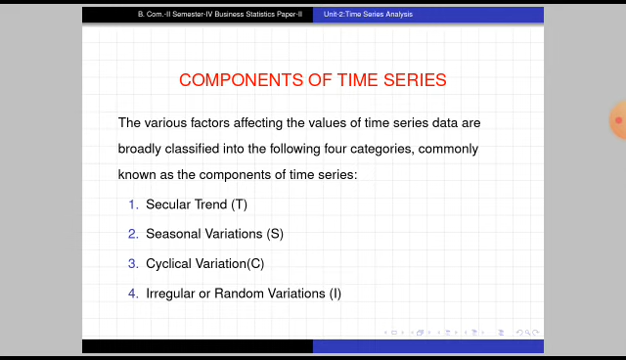 B. Com.-II Semester-IV Business Statistics Paper-II Unit-2:Time Series Analysis
COMPONENTS OF TIME SERIES
The various factors affecting the values of time series data are
broadly classified into the following four categories, commonly
known as the components of time series:
1. Secular Trend (T)
2. Seasonal Variations (S)
3. Cyclical Variation(C)
4. Irregular or Random Variations (I)